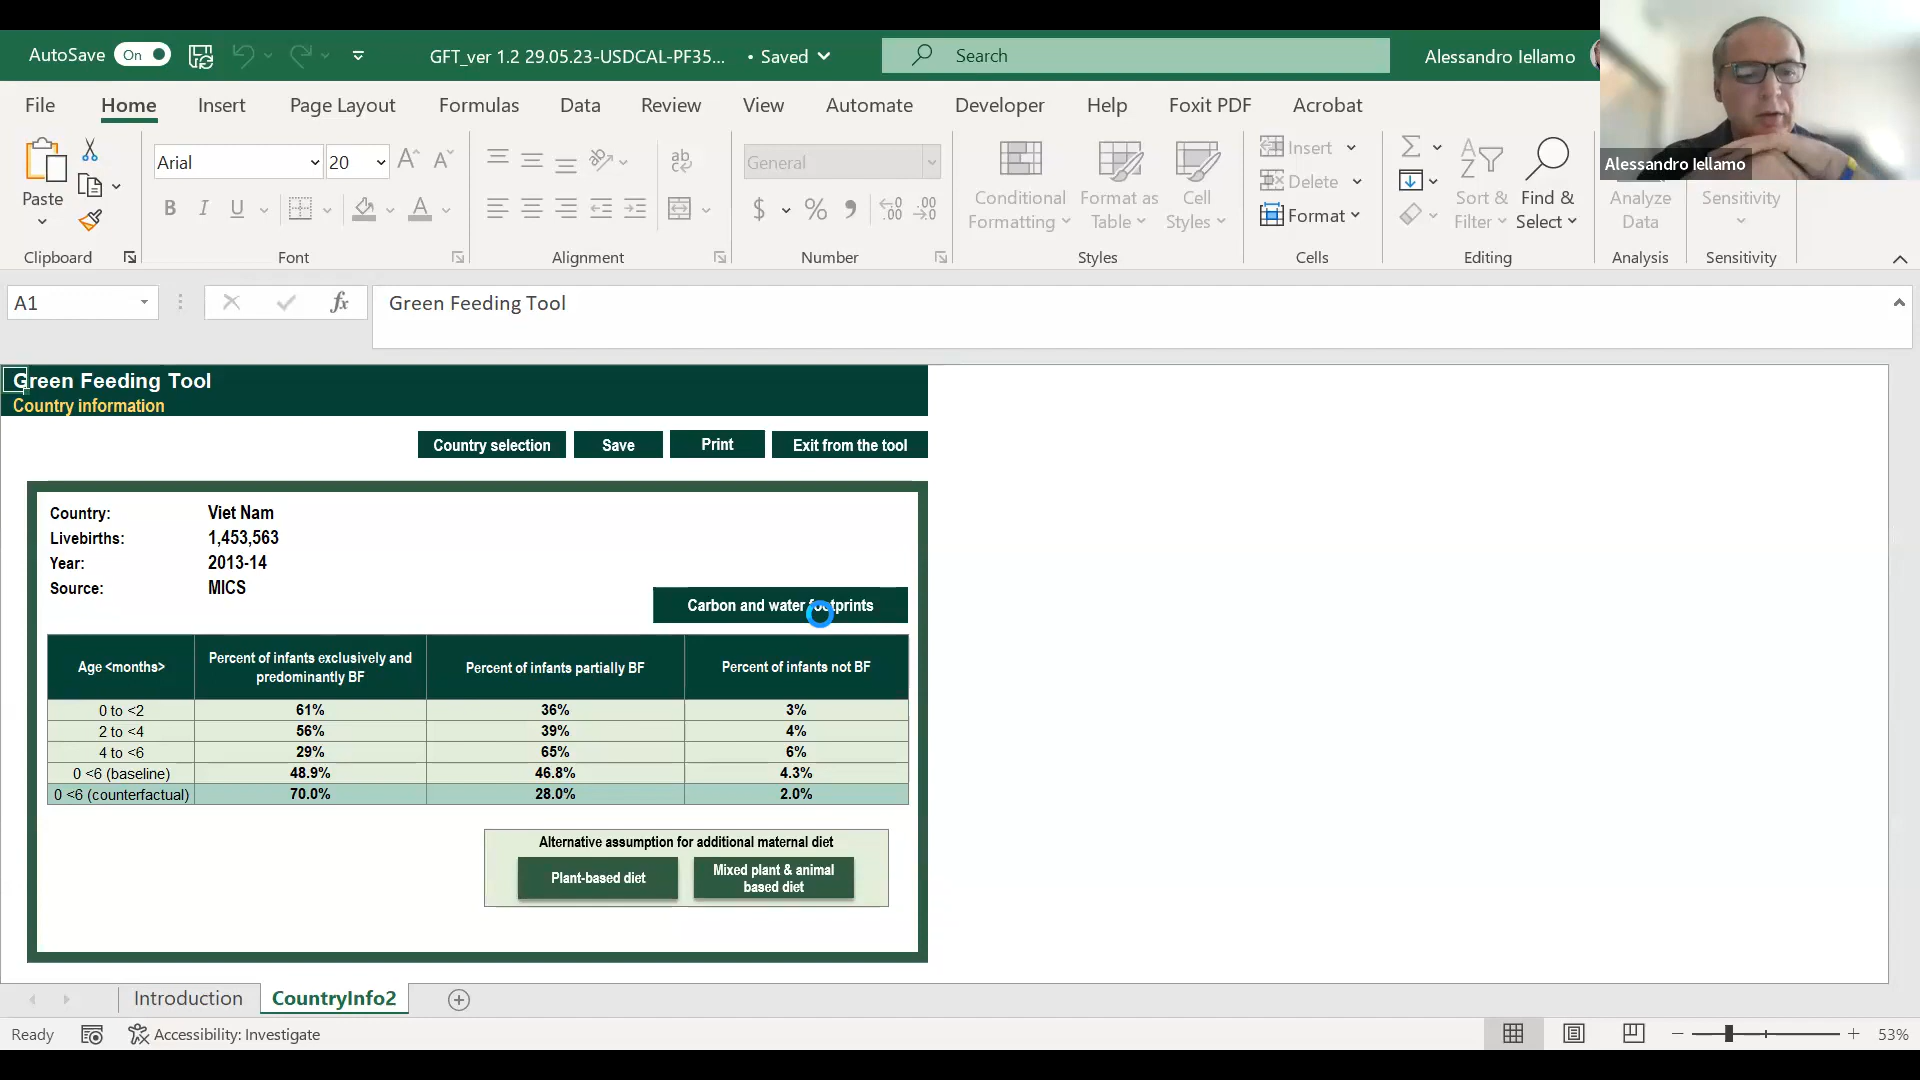 AutoSave On GFT_ver 1.2 29.05.23-USDCAL-PF35... • Saved Search Alessandro Iellamo
File Home Insert Page Layout Formulas Data Review View Automate Developer Help Foxit PDF Acrobat
Alessandro Iellamo
Paste Arial 20 ab General $ % Conditional Formatting Format as Table Cell Styles Insert Delete Format Sort & Filter Find & Select Analyze Data Sensitivity
B I U A
Clipboard Font Alignment Number Styles Cells Editing Analysis Sensitivity
A1 fx Green Feeding Tool
Green Feeding Tool
Country information
Country selection Save Print Exit from the tool
Country: Viet Nam
Livebirths: 1,453,563
Year: 2013-14
Source: MICS
Carbon and water footprints
Age <months> Percent of infants exclusively and predominantly BF Percent of infants partially BF Percent of infants not BF
0 to <2 61% 36% 3%
2 to <4 56% 39% 4%
4 to <6 29% 65% 6%
0 <6 (baseline) 48.9% 46.8% 4.3%
0 <6 (counterfactual) 70.0% 28.0% 2.0%
Alternative assumption for additional maternal diet
Plant-based diet Mixed plant & animal based diet
Introduction CountryInfo2
Ready Accessibility: Investigate 53%